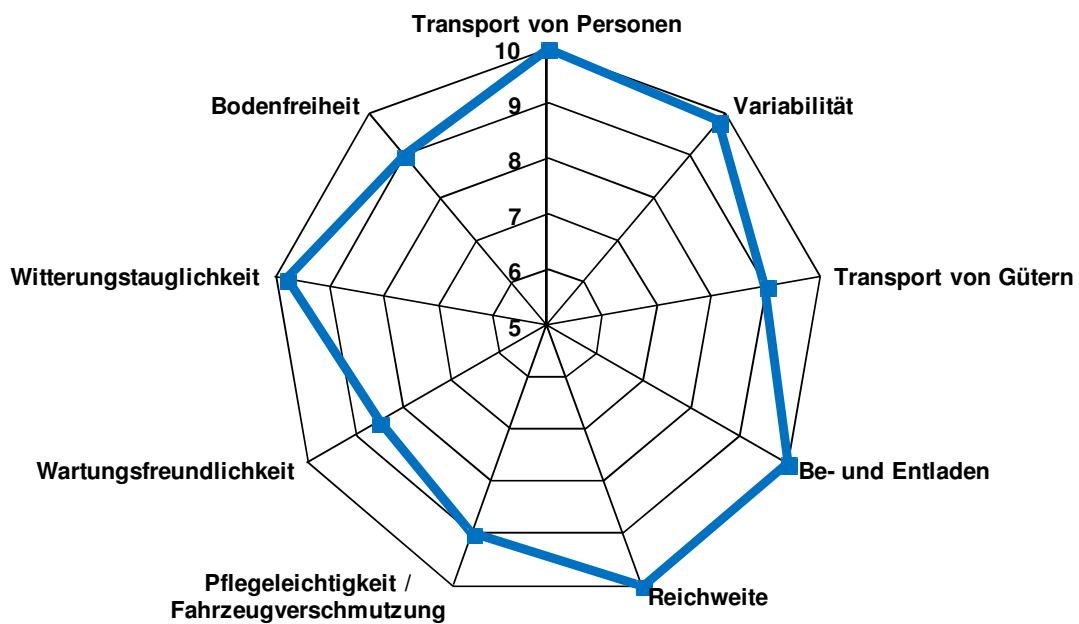 Transport von Personen
10
Bodenfreiheit
9
Variabilität
8
7
Witterungstauglichkeit
6
Transport von Gütern
5
Wartungsfreundlichkeit
Be- und Entladen
Pflegeleichtigkeit /
Fahrzeugverschmutzung
Reichweite